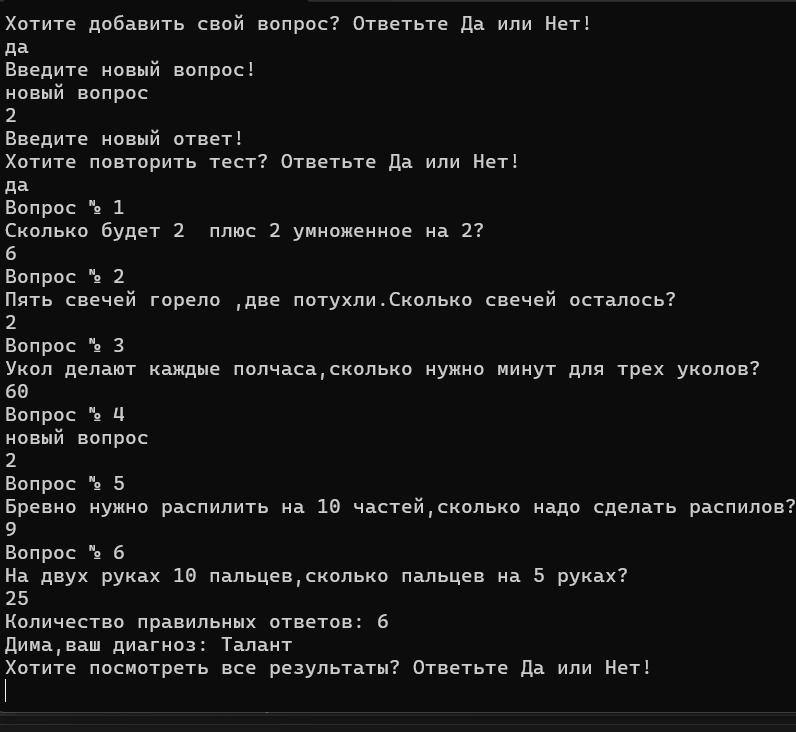 Хотите добавить свой вопрос? Ответьте Да или Нет!
да
Введите новый вопрос!
новый вопрос
2
Введите новый ответ!
Хотите повторить тест? Ответьте Да или Нет!
да
Вопрос № 1
Сколько будет 2  плюс 2 умноженное на 2?
6
Вопрос № 2
Пять свечей горело ,две потухли.Сколько свечей осталось?
2
Вопрос № 3
Укол делают каждые полчаса,сколько нужно минут для трех уколов?
60
Вопрос № 4
новый вопрос
2
Вопрос № 5
Бревно нужно распилить на 10 частей,сколько надо сделать распилов?
9
Вопрос № 6
На двух руках 10 пальцев,сколько пальцев на 5 руках?
25
Количество правильных ответов: 6
Дима,ваш диагноз: Талант
Хотите посмотреть все результаты? Ответьте Да или Нет!